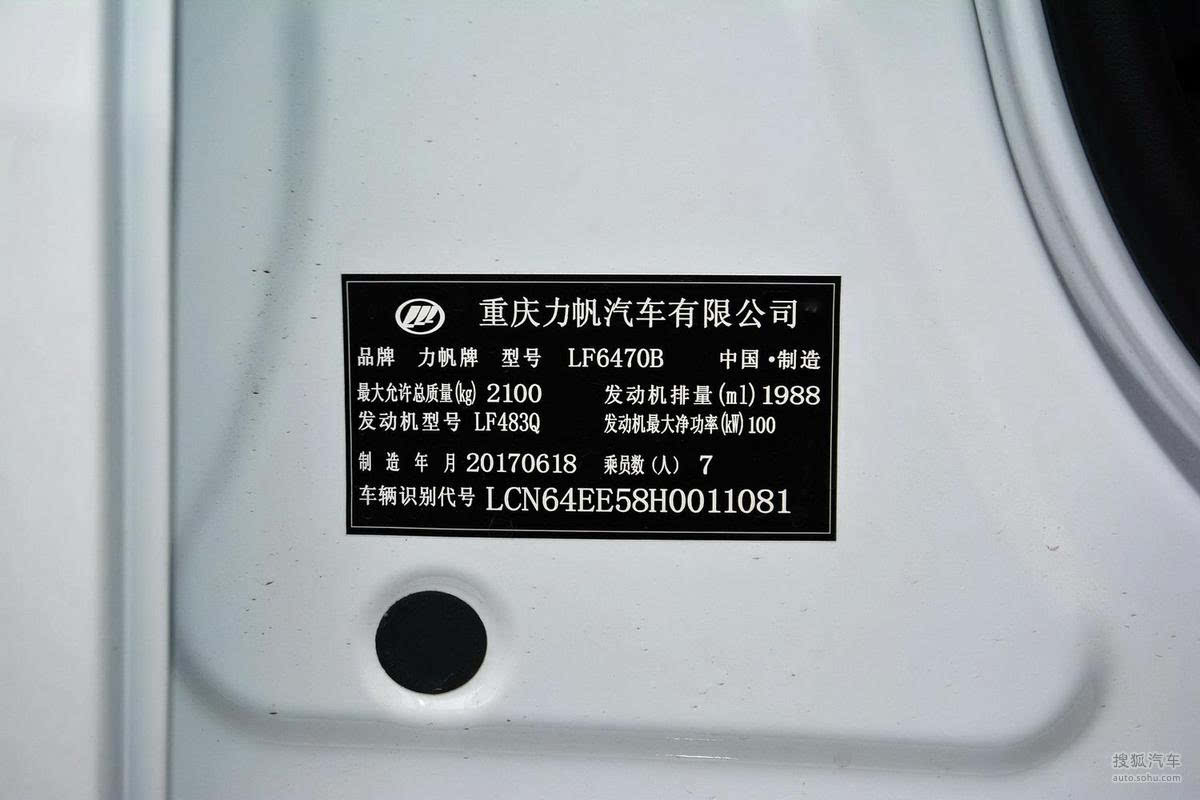 重庆力帆汽车有限公司
品牌 力帆牌 型号 LF6470B 中国·制造
最大允许总质量(kg) 2100 发动机排量(ml) 1988
发动机型号 LF483Q 发动机最大净功率(kW) 100
制造年月 20170618 乘员数(人) 7
车辆识别代号 LCN64EE58H0011081
搜狐汽车
auto.sohu.com